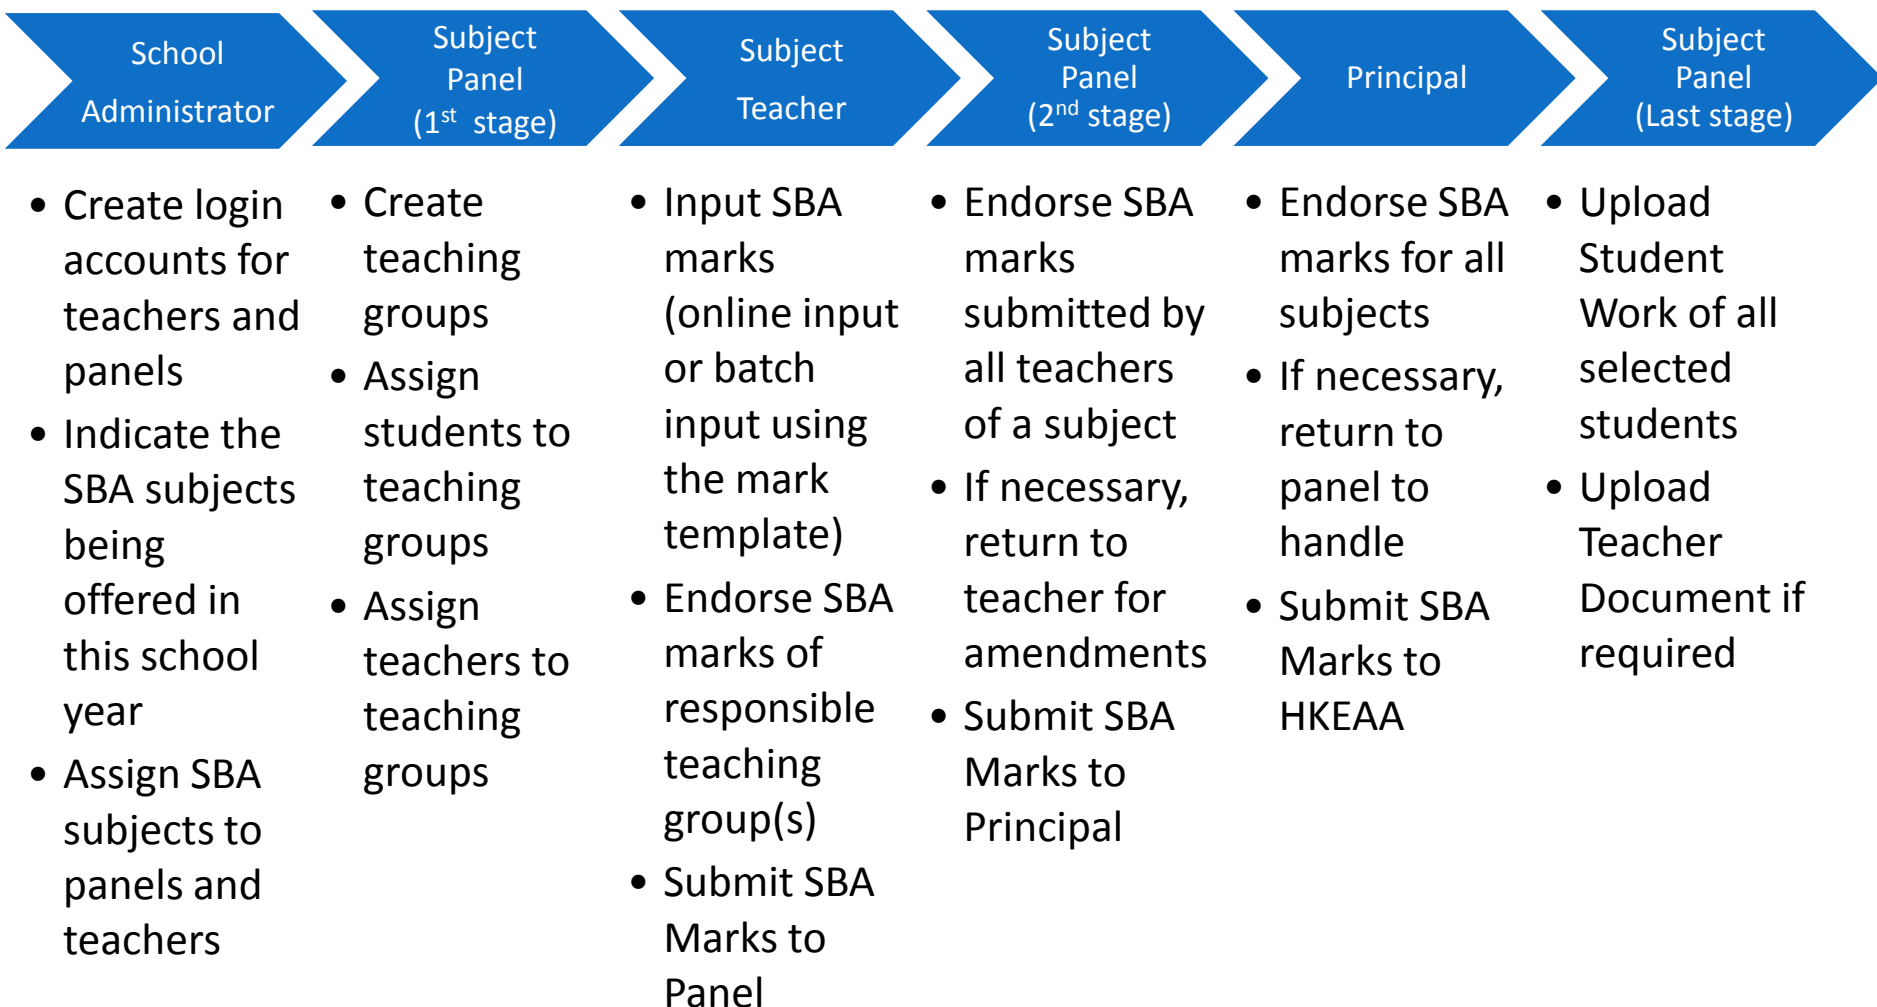 School
Administrator
Subject
Panel
(1st stage)
Subject
Teacher
Subject
Panel
(2nd stage)
Principal
Subject
Panel
(Last stage)
• Create login
accounts for
teachers and
panels
• Indicate the
SBA subjects
being
offered in
this school
year
• Assign SBA
subjects to
panels and
teachers
• Create
teaching
groups
• Assign
students to
teaching
groups
• Assign
teachers to
teaching
groups
• Input SBA
marks
(online input
or batch
input using
the mark
template)
• Endorse SBA
marks of
responsible
teaching
group(s)
• Submit SBA
Marks to
Panel
• Endorse SBA
marks
submitted by
all teachers
of a subject
• If necessary,
return to
teacher for
amendments
• Submit SBA
Marks to
Principal
• Endorse SBA
marks for all
subjects
• If necessary,
return to
panel to
handle
• Submit SBA
Marks to
HKEAA
• Upload
Student
Work of all
selected
students
• Upload
Teacher
Document if
required